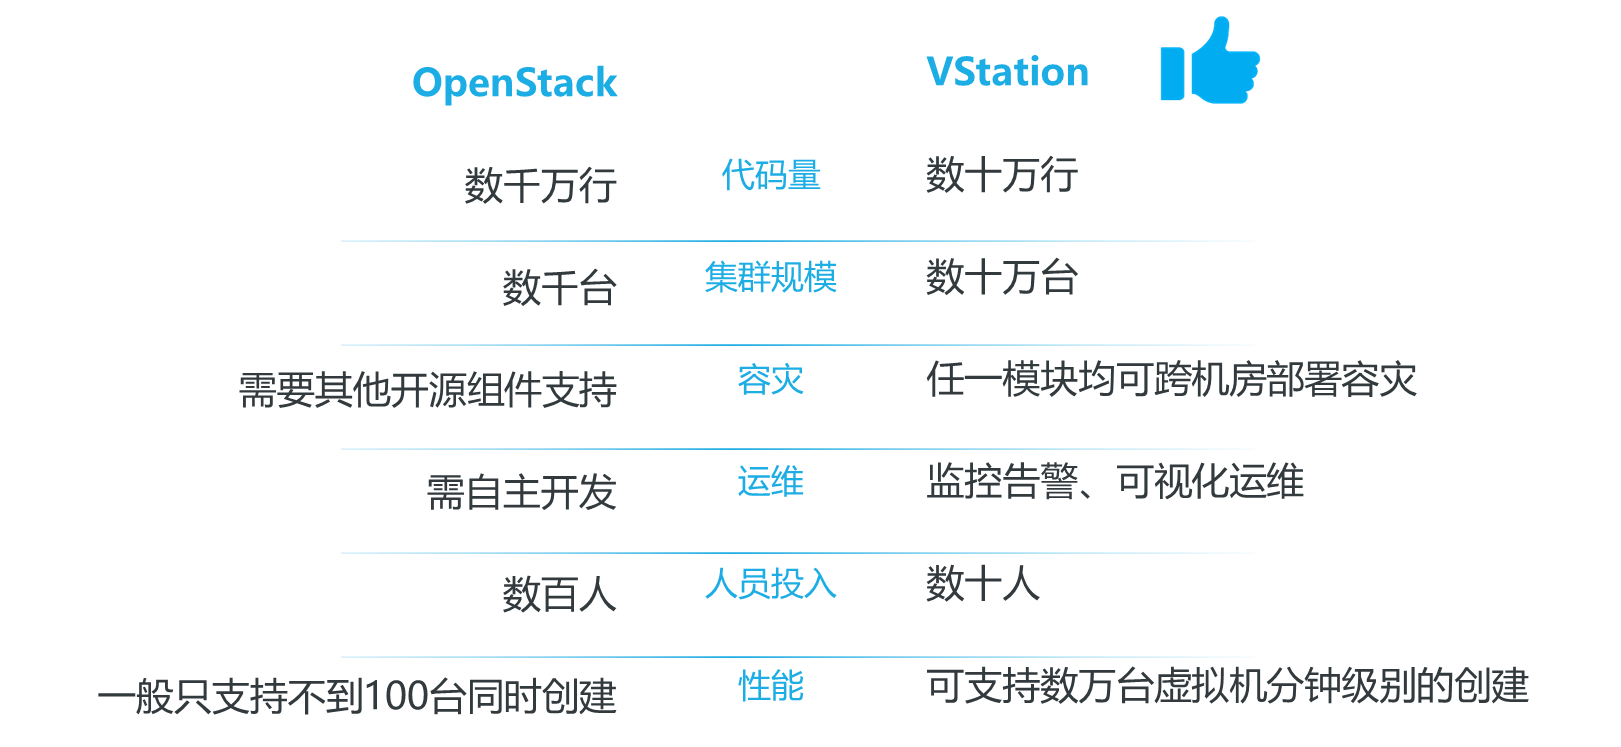 OpenStack
VStation
数千万行
代码量
数十万行
数千台
集群规模
数十万台
需要其他开源组件支持
容灾
任一模块均可跨机房部署容灾
需自主开发
运维
监控告警、可视化运维
数百人
人员投入
数十人
一般只支持不到100台同时创建
性能
可支持数万台虚拟机分钟级别的创建